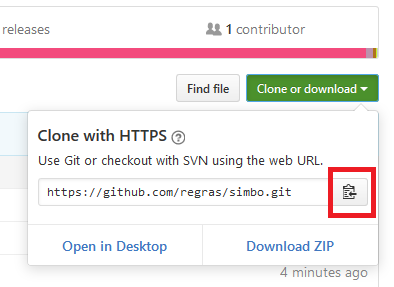 releases
1 contributor
Find file
Clone or download
Clone with HTTPS ?
Use Git or checkout with SVN using the web URL.
https://github.com/regras/simbo.git
Open in Desktop
Download ZIP
4 minutes ago